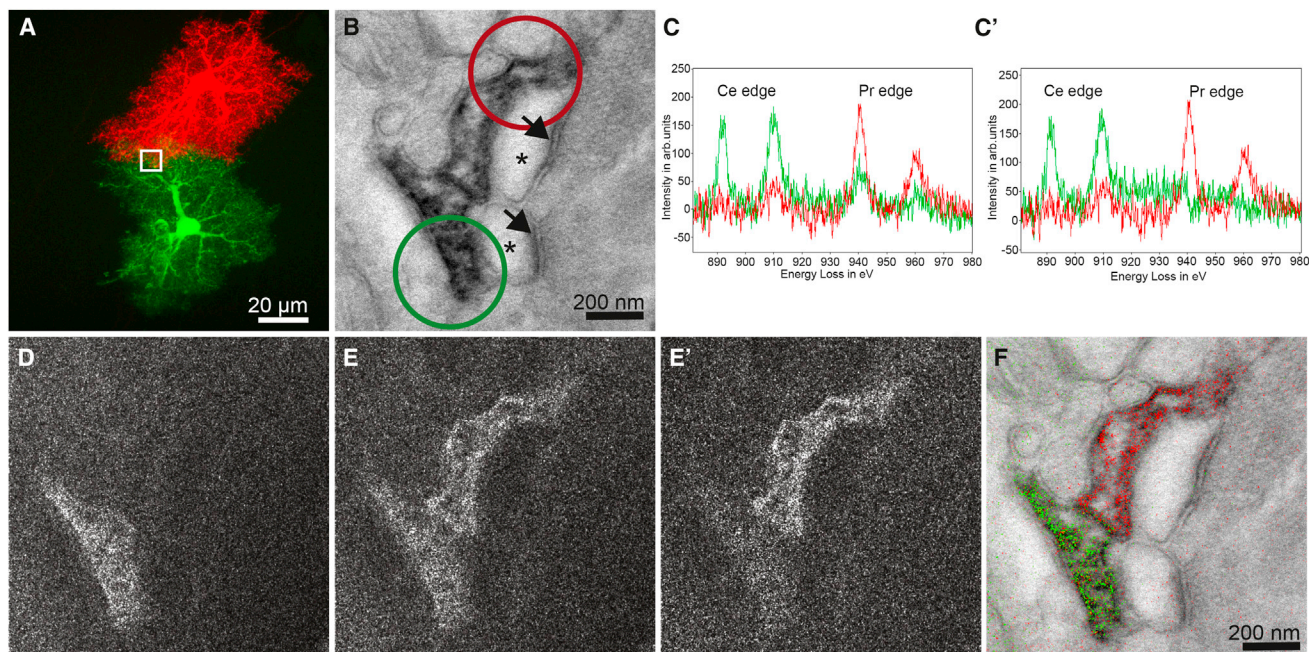 A
20 µm
B
*
*
200 nm
C
250
200
150
100
50
0
-50
Ce edge
Pr edge
Intensity in arb.units
890 900 910 920 930 940 950 960 970 980
Energy Loss in eV
C'
250
200
150
100
50
0
-50
Ce edge
Pr edge
Intensity in arb.units
890 900 910 920 930 940 950 960 970 980
Energy Loss in eV
D
E
E'
F
200 nm